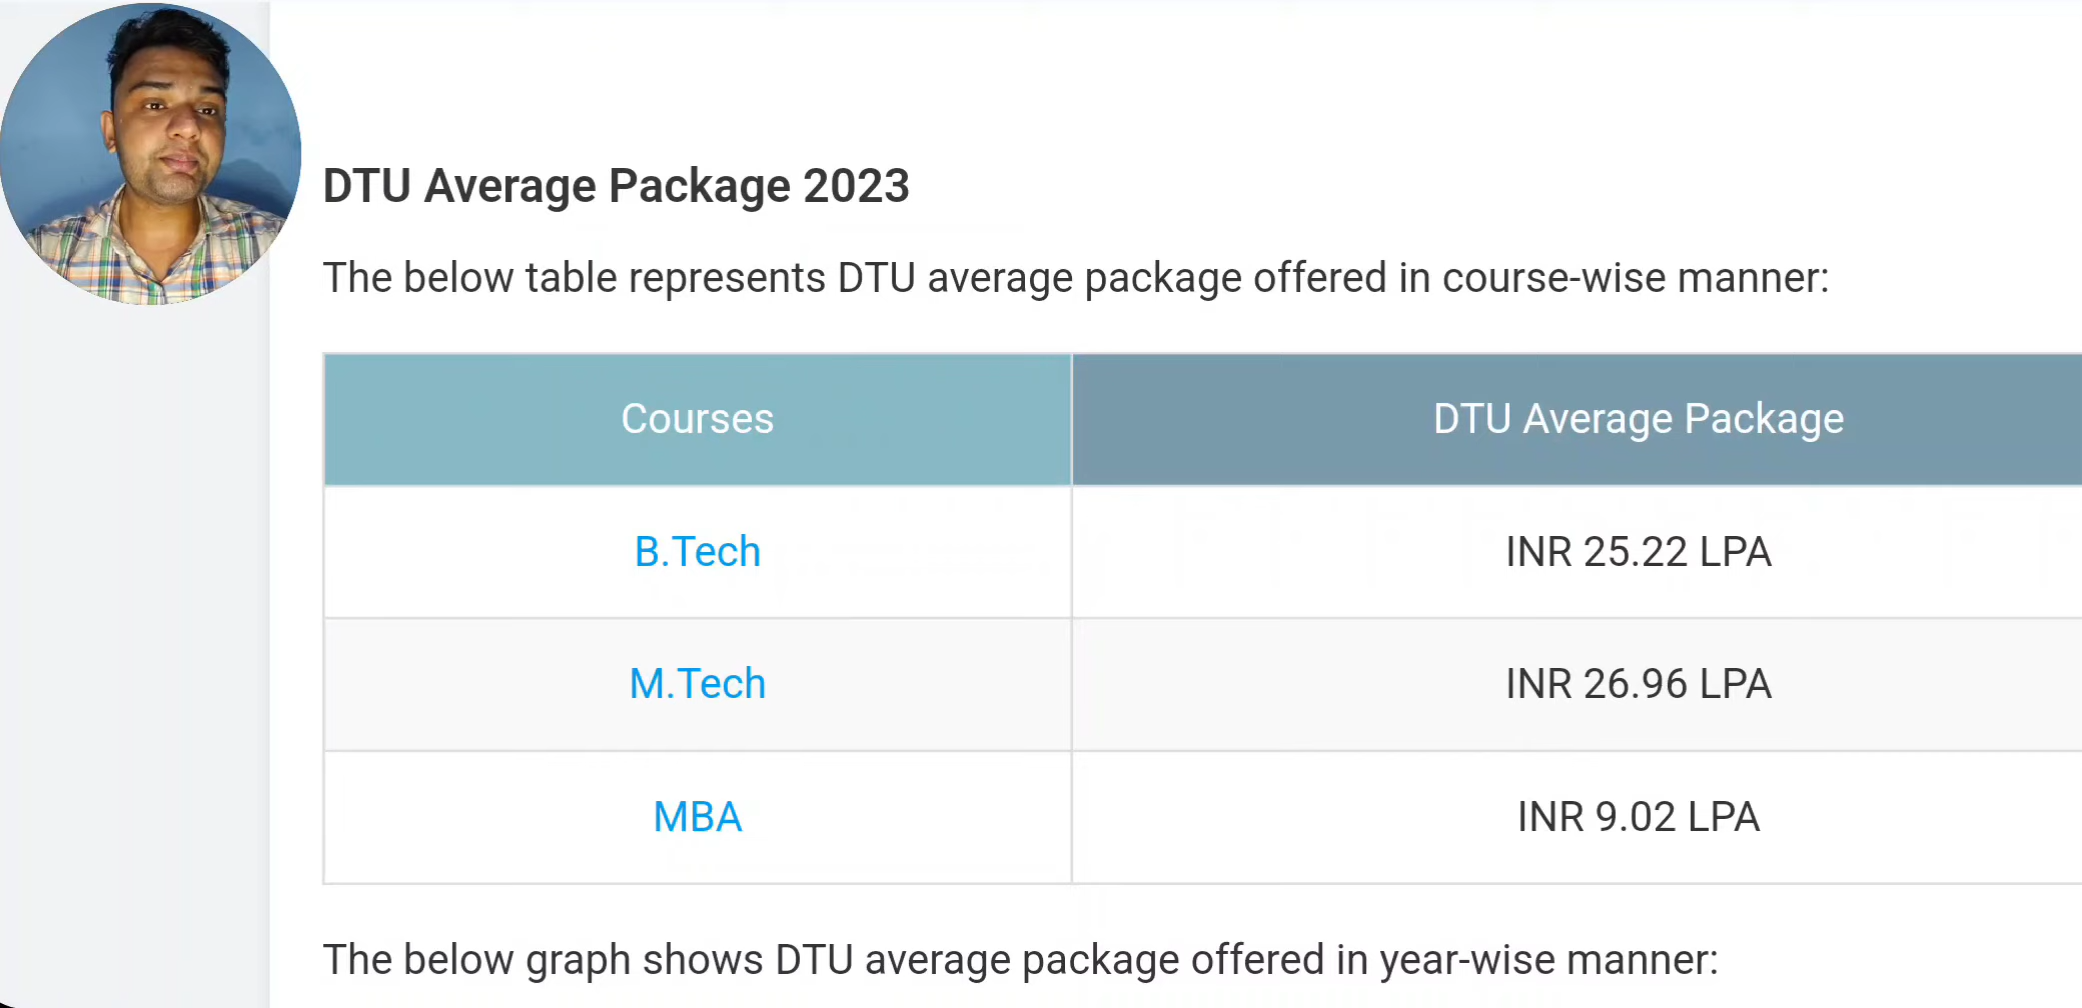 DTU Average Package 2023
The below table represents DTU average package offered in course-wise manner:
Courses DTU Average Package
B.Tech INR 25.22 LPA
M.Tech INR 26.96 LPA
MBA INR 9.02 LPA
The below graph shows DTU average package offered in year-wise manner: